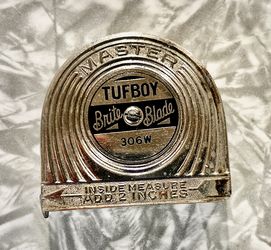 MASTER
TUFBOY
Brite Blade
306W
INSIDE MEASURE
ADD 2 INCHES